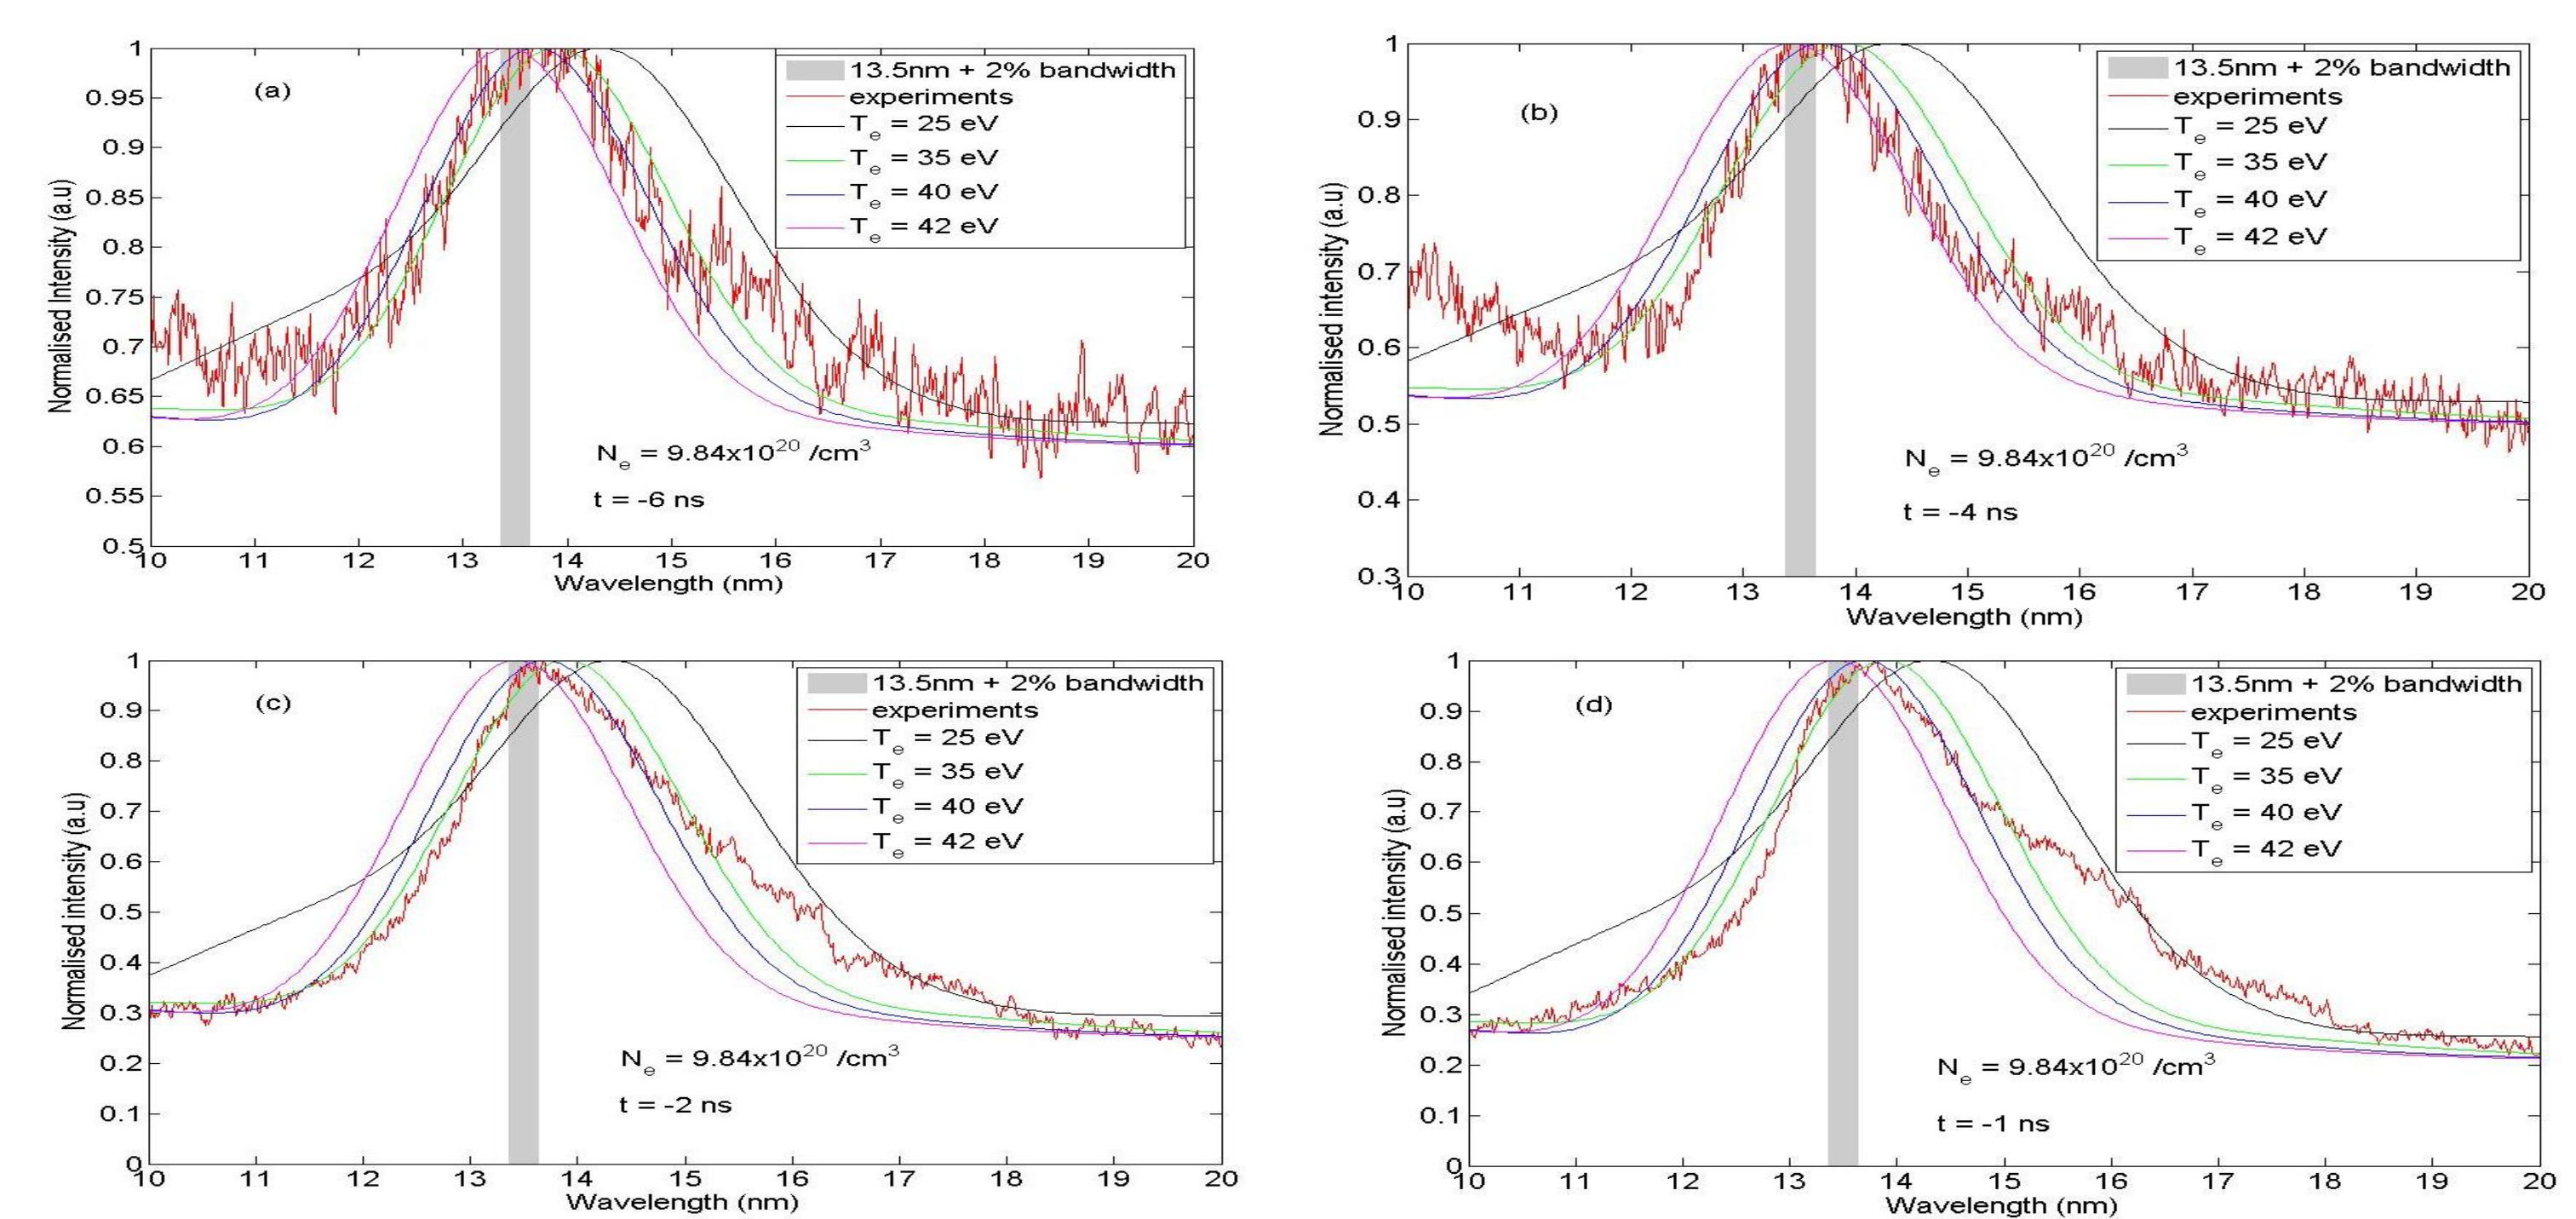 (a)
Normalised Intensity (a.u)
1
0.95
0.9
0.85
0.8
0.75
0.7
0.65
0.6
0.55
0.5
10 11 12 13 14 15 16 17 18 19 20
Wavelength (nm)
13.5nm + 2% bandwidth
experiments
Te = 25 eV
Te = 35 eV
Te = 40 eV
Te = 42 eV
Ne = 9.84x10^20 /cm^3
t = -6 ns
(b)
Normalised intensity (a.u)
1
0.9
0.8
0.7
0.6
0.5
0.4
0.3
10 11 12 13 14 15 16 17 18 19 20
Wavelength (nm)
13.5nm + 2% bandwidth
experiments
Te = 25 eV
Te = 35 eV
Te = 40 eV
Te = 42 eV
Ne = 9.84x10^20 /cm^3
t = -4 ns
(c)
Normalised intensity (a.u)
1
0.9
0.8
0.7
0.6
0.5
0.4
0.3
0.2
0.1
0
10 11 12 13 14 15 16 17 18 19 20
Wavelength (nm)
13.5nm + 2% bandwidth
experiments
Te = 25 eV
Te = 35 eV
Te = 40 eV
Te = 42 eV
Ne = 9.84x10^20 /cm^3
t = -2 ns
(d)
Normalised intensity (a.u)
1
0.9
0.8
0.7
0.6
0.5
0.4
0.3
0.2
0.1
0
10 11 12 13 14 15 16 17 18 19 20
Wavelength (nm)
13.5nm + 2% bandwidth
experiments
Te = 25 eV
Te = 35 eV
Te = 40 eV
Te = 42 eV
Ne = 9.84x10^20 /cm^3
t = -1 ns